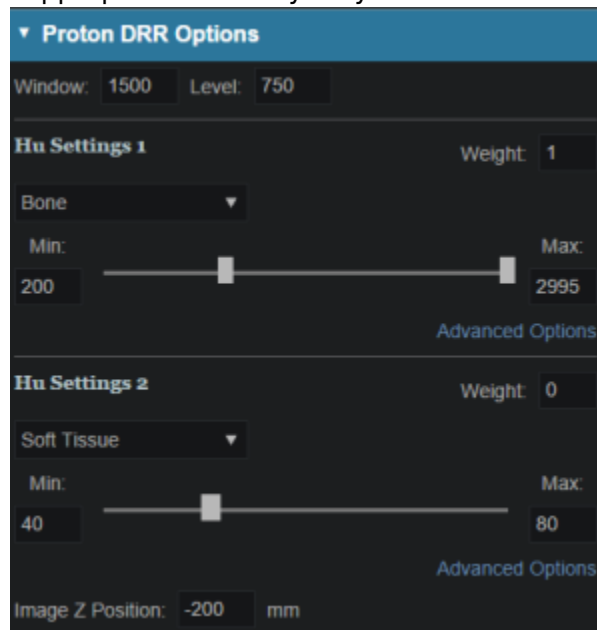 ▼ Proton DRR Options
Window: 1500 Level: 750
Hu Settings 1 Weight: 1
Bone ▼
Min: Max:
200 2995
Advanced Options
Hu Settings 2 Weight: 0
Soft Tissue ▼
Min: Max:
40 80
Advanced Options
Image Z Position: -200 mm